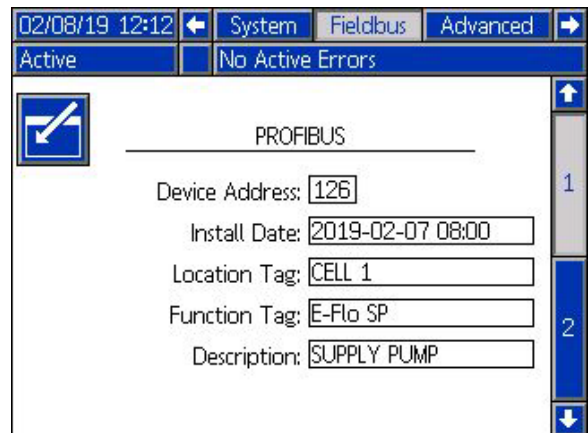 02/08/19 12:12 System Fieldbus Advanced
Active No Active Errors
PROFIBUS
1
Device Address: 126
Install Date: 2019-02-07 08:00
Location Tag: CELL 1
Function Tag: E-Flo SP
2
Description: SUPPLY PUMP